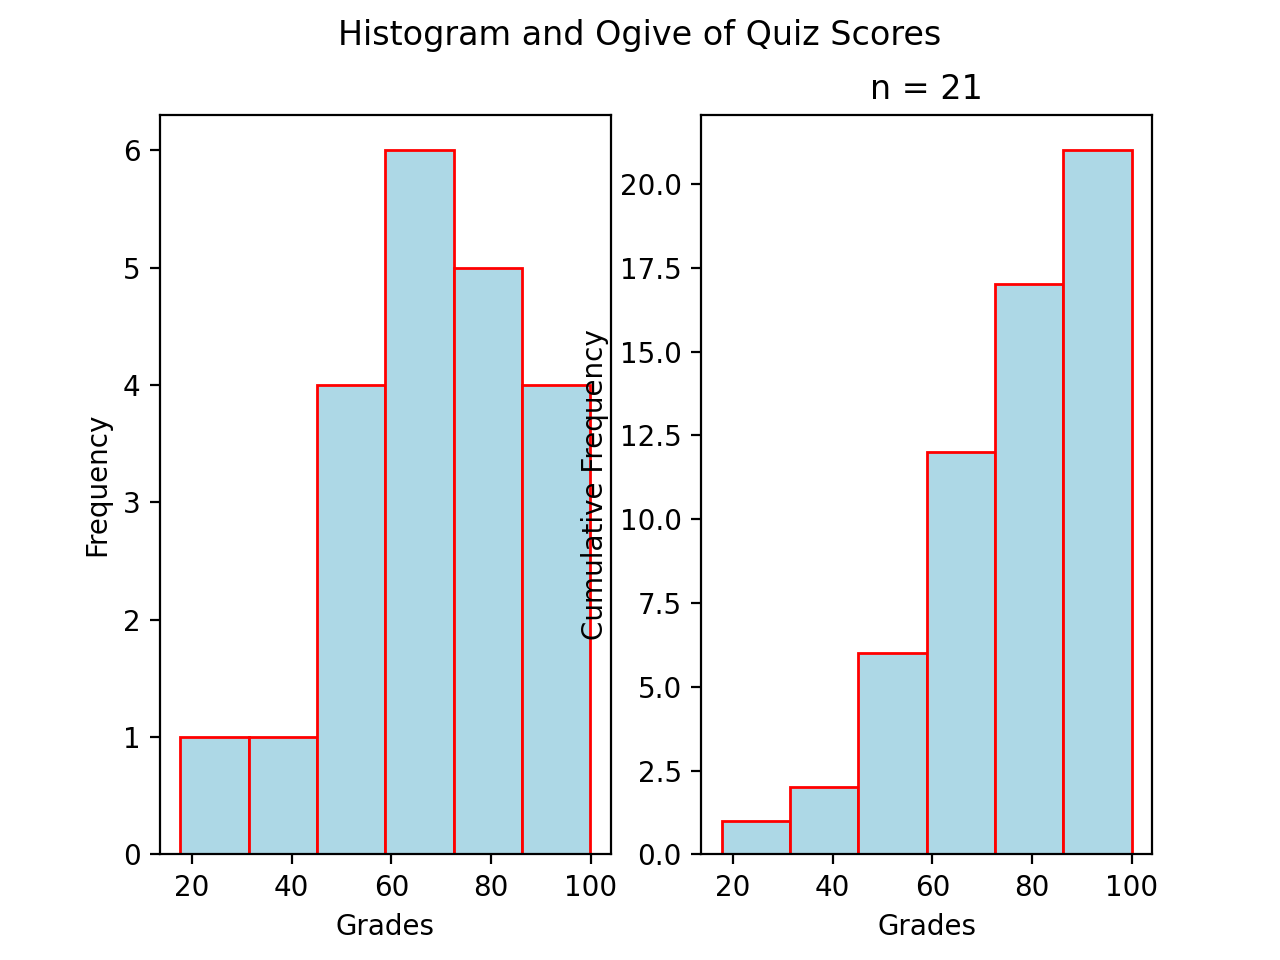 Histogram and Ogive of Quiz Scores
n = 21
Frequency
6
5
4
3
2
1
0
20 40 60 80 100
Grades
Cumulative Frequency
20.0
17.5
15.0
12.5
10.0
7.5
5.0
2.5
0.0
20 40 60 80 100
Grades